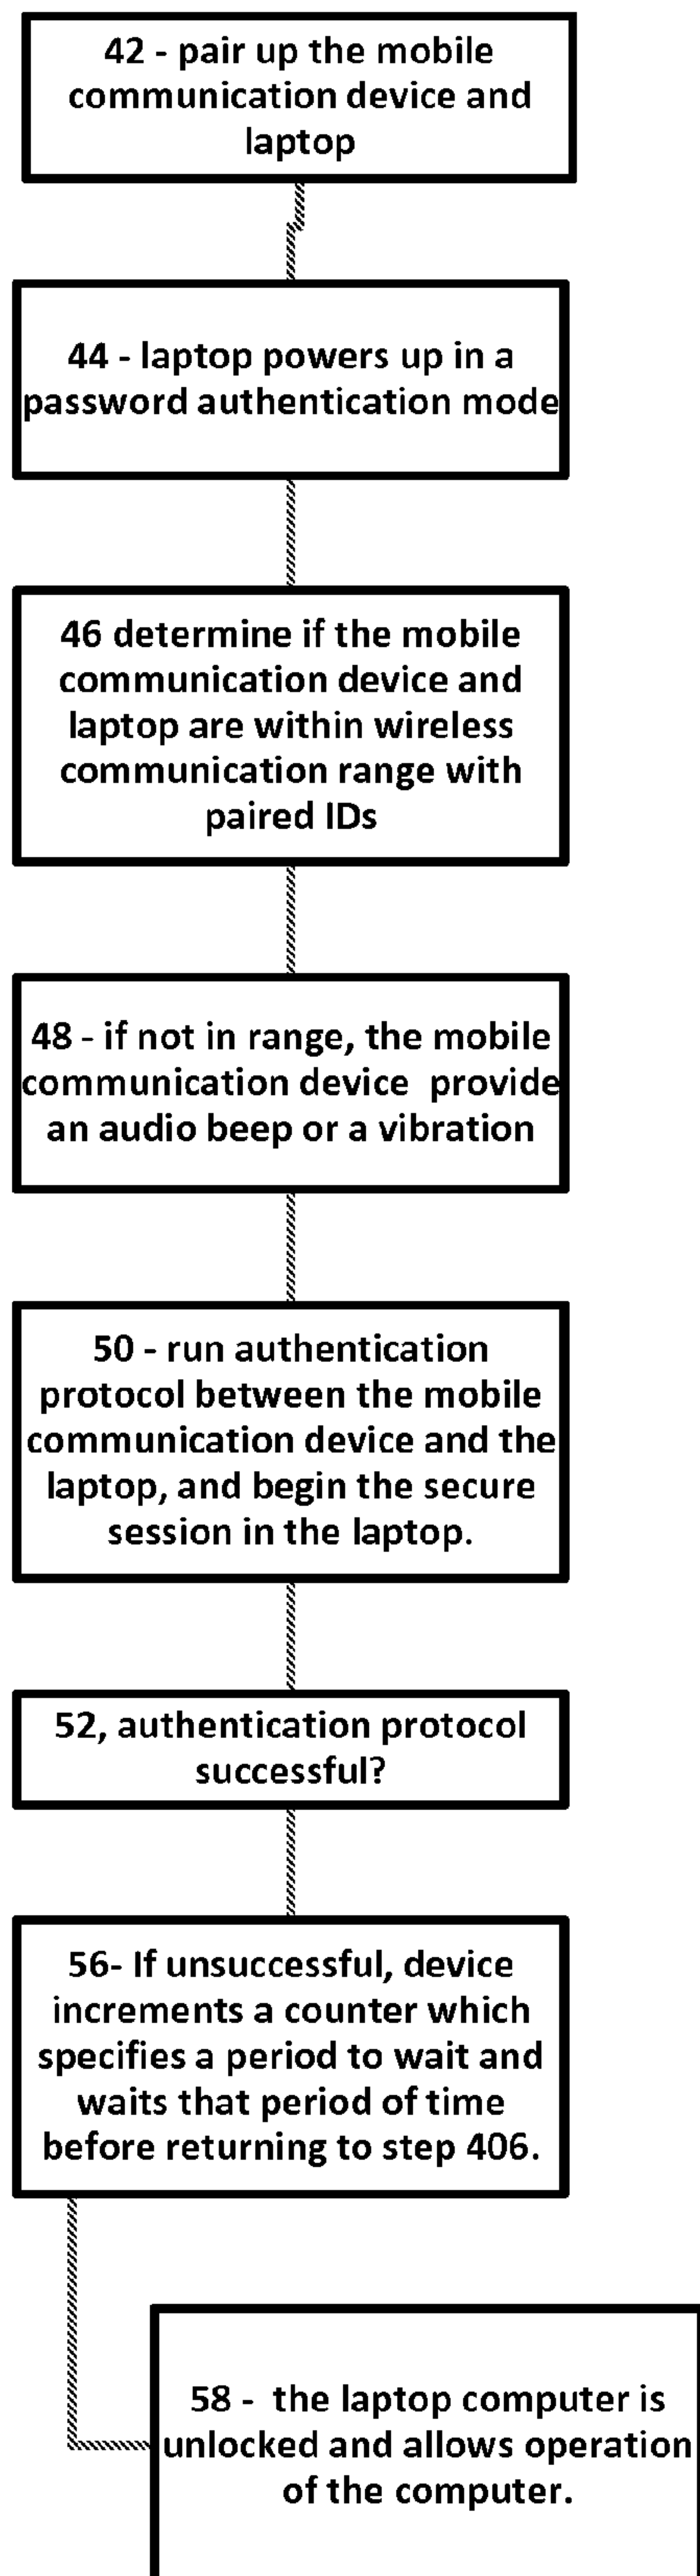 42 - pair up the mobile
communication device and
laptop
44 - laptop powers up in a
password authentication mode
46 determine if the mobile
communication device and
laptop are within wireless
communication range with
paired IDs
48 - if not in range, the mobile
communication device  provide
an audio beep or a vibration
50 - run authentication
protocol between the mobile
communication device and the
laptop, and begin the secure
session in the laptop.
52, authentication protocol
successful?
56- If unsuccessful, device
increments a counter which
specifies a period to wait and
waits that period of time
before returning to step 406.
58 -  the laptop computer is
unlocked and allows operation
of the computer.